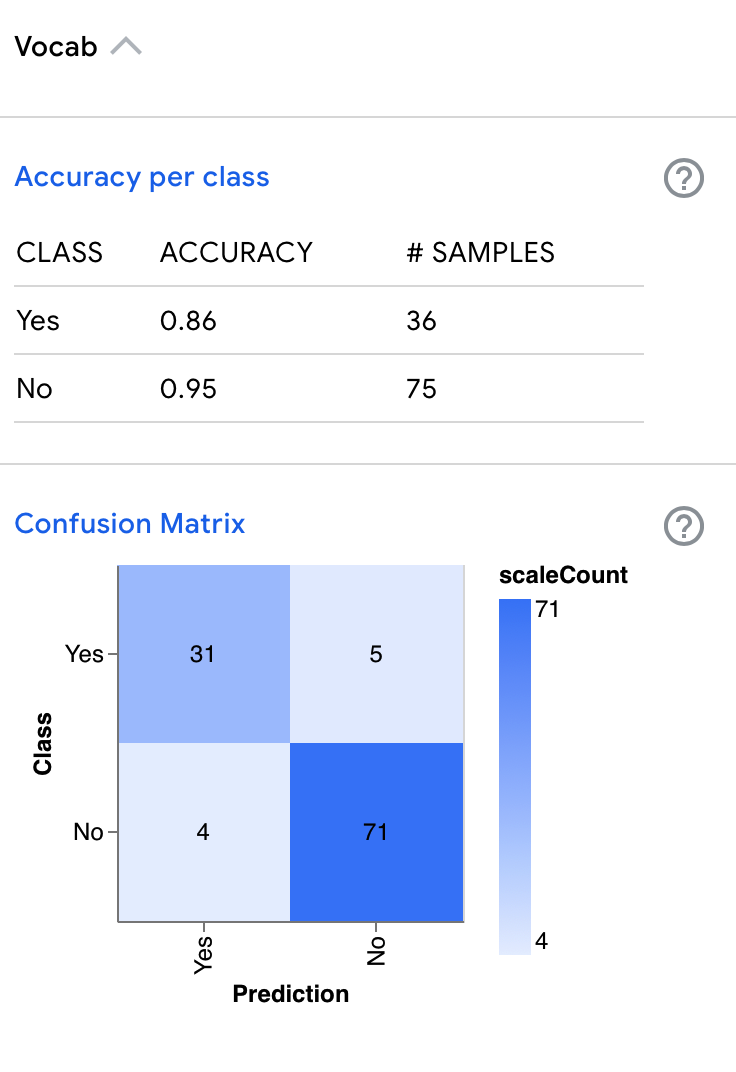 Vocab
Accuracy per class
CLASS ACCURACY # SAMPLES
Yes 0.86 36
No 0.95 75
Confusion Matrix
scaleCount
71
Yes 31 5
Class
No 4 71
4
Yes No
Prediction